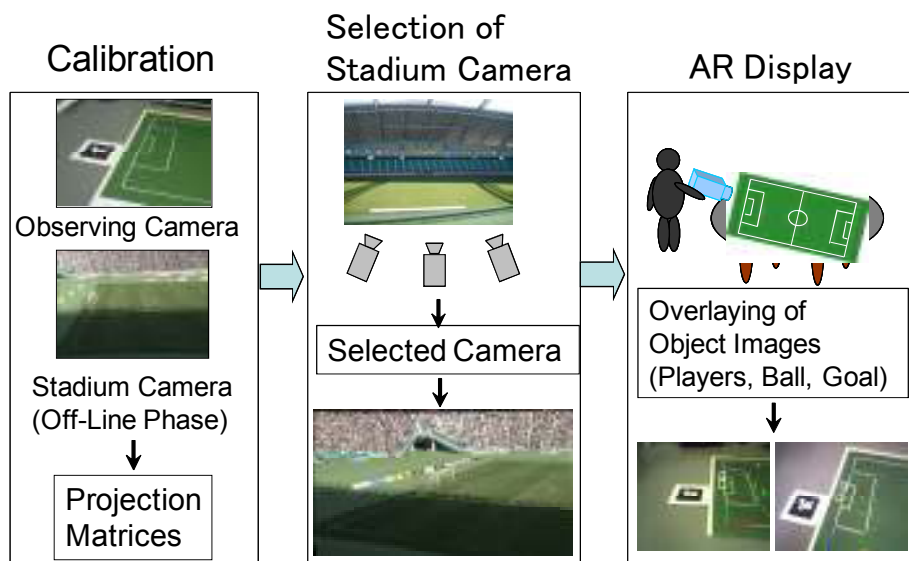 Calibration
Observing Camera
Stadium Camera
(Off-Line Phase)
Projection
Matrices
Selection of
Stadium Camera
Selected Camera
AR Display
Overlaying of
Object Images
(Players, Ball, Goal)